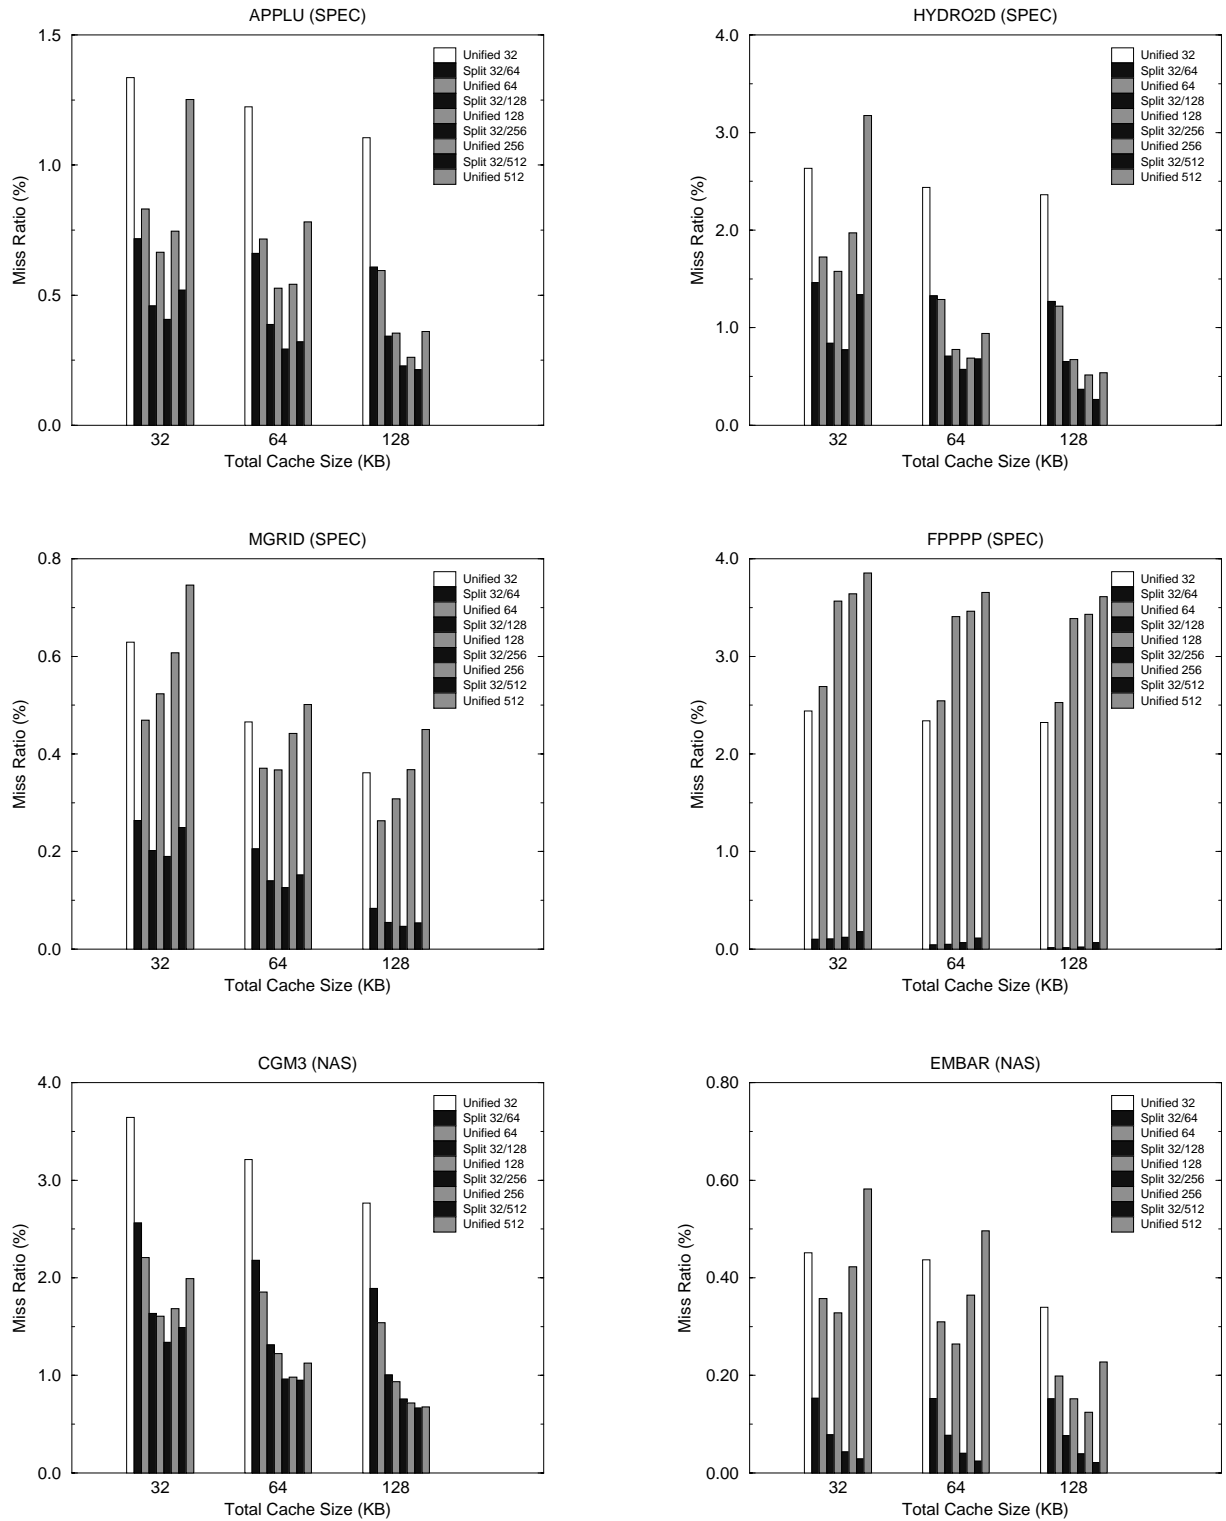 APPLU (SPEC)
1.5
1.0
0.5
0.0
Miss Ratio (%)
32
64
128
Total Cache Size (KB)
Unified 32
Split 32/64
Unified 64
Split 32/128
Unified 128
Split 32/256
Unified 256
Split 32/512
Unified 512
HYDRO2D (SPEC)
4.0
3.0
2.0
1.0
0.0
Miss Ratio (%)
32
64
128
Total Cache Size (KB)
Unified 32
Split 32/64
Unified 64
Split 32/128
Unified 128
Split 32/256
Unified 256
Split 32/512
Unified 512
MGRID (SPEC)
0.8
0.6
0.4
0.2
0.0
Miss Ratio (%)
32
64
128
Total Cache Size (KB)
Unified 32
Split 32/64
Unified 64
Split 32/128
Unified 128
Split 32/256
Unified 256
Split 32/512
Unified 512
FPPPP (SPEC)
4.0
3.0
2.0
1.0
0.0
Miss Ratio (%)
32
64
128
Total Cache Size (KB)
Unified 32
Split 32/64
Unified 64
Split 32/128
Unified 128
Split 32/256
Unified 256
Split 32/512
Unified 512
CGM3 (NAS)
4.0
3.0
2.0
1.0
0.0
Miss Ratio (%)
32
64
128
Total Cache Size (KB)
Unified 32
Split 32/64
Unified 64
Split 32/128
Unified 128
Split 32/256
Unified 256
Split 32/512
Unified 512
EMBAR (NAS)
0.80
0.60
0.40
0.20
0.00
Miss Ratio (%)
32
64
128
Total Cache Size (KB)
Unified 32
Split 32/64
Unified 64
Split 32/128
Unified 128
Split 32/256
Unified 256
Split 32/512
Unified 512